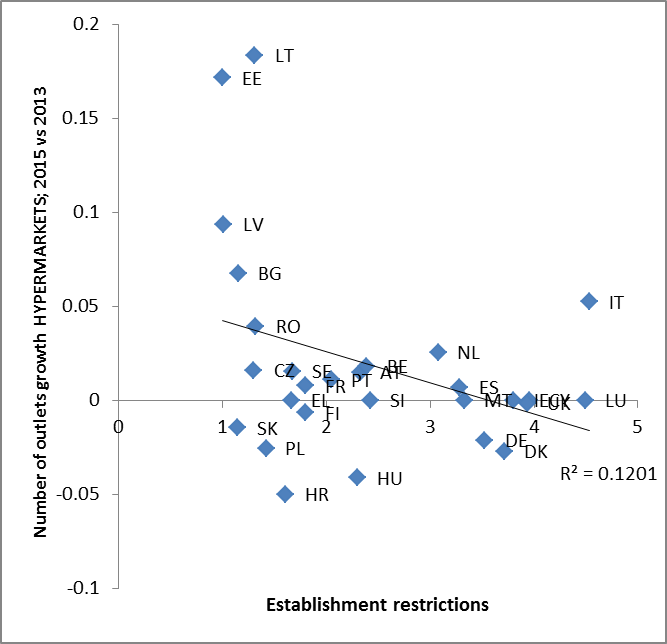 Number of outlets growth HYPERMARKETS; 2015 vs 2013
0.2
LT
EE
0.15
0.1
LV
BG
0.05
IT
RO
NL
CZ
SE
BE
AT
PT
FR
ES
0
EL
SI
MT
IE
CY
UK
LU
FI
0
1
2
3
4
5
SK
DE
PL
DK
R² = 0.1201
HU
-0.05
HR
-0.1
Establishment restrictions